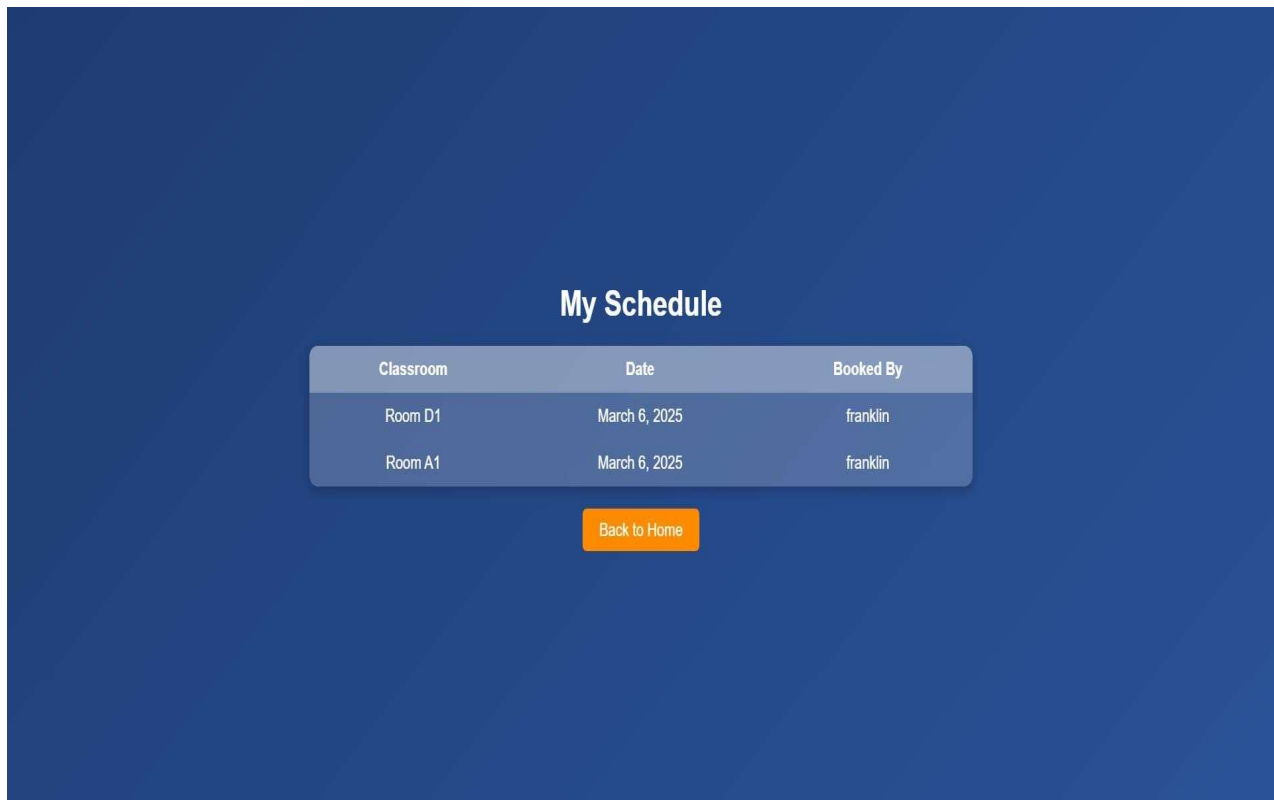 My Schedule
Classroom Date Booked By
Room D1 March 6, 2025 franklin
Room A1 March 6, 2025 franklin
Back to Home